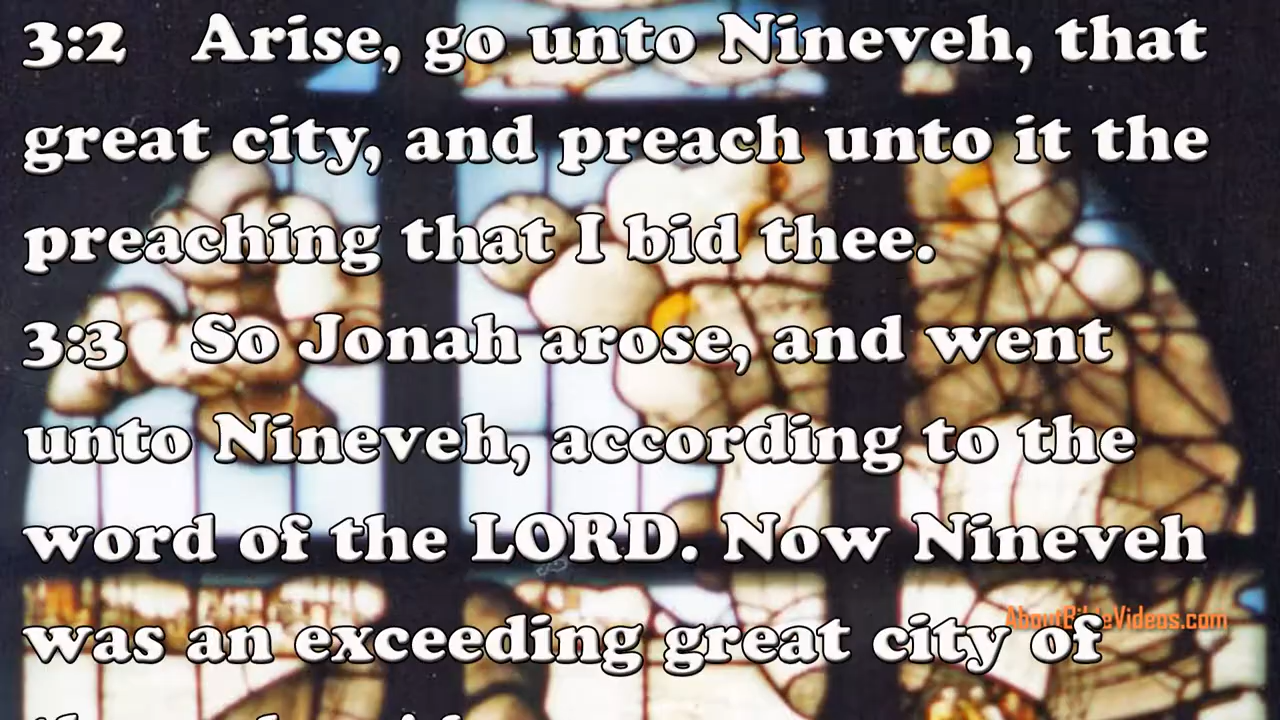 3:2 Arise, go unto Nineveh, that
great city, and preach unto it the
preaching that I bid thee.
3:3 So Jonah arose, and went
unto Nineveh, according to the
word of the LORD. Now Nineveh
AboutBibleVideos.com
was an exceeding great city of